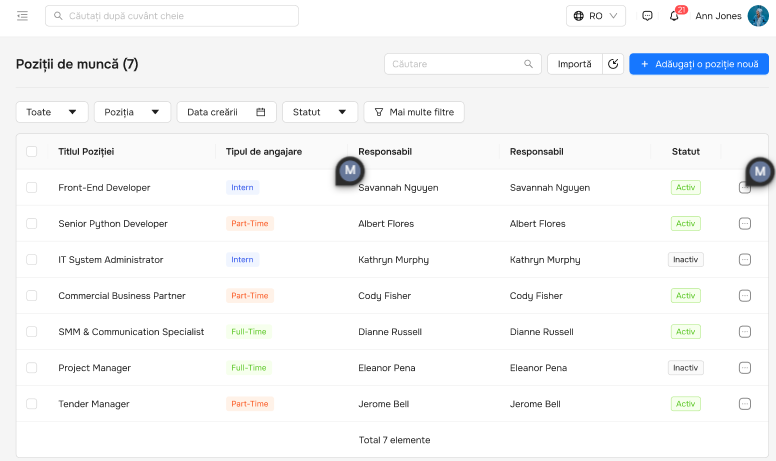 Căutați după cuvânt cheie
RO
21
Ann Jones
Poziții de muncă (7)
Căutare
Importă
+ Adăugați o poziție nouă
Toate
Poziția
Data creării
Statut
Mai multe filtre
Titlul Poziției Tipul de angajare Responsabil Responsabil Statut
M
M
Front-End Developer Intern Savannah Nguyen Savannah Nguyen Activ
Senior Python Developer Part-Time Albert Flores Albert Flores Activ
IT System Administrator Intern Kathryn Murphy Kathryn Murphy Inactiv
Commercial Business Partner Part-Time Cody Fisher Cody Fisher Activ
SMM & Communication Specialist Full-Time Dianne Russell Dianne Russell Activ
Project Manager Full-Time Eleanor Pena Eleanor Pena Inactiv
Tender Manager Part-Time Jerome Bell Jerome Bell Activ
Total 7 elemente